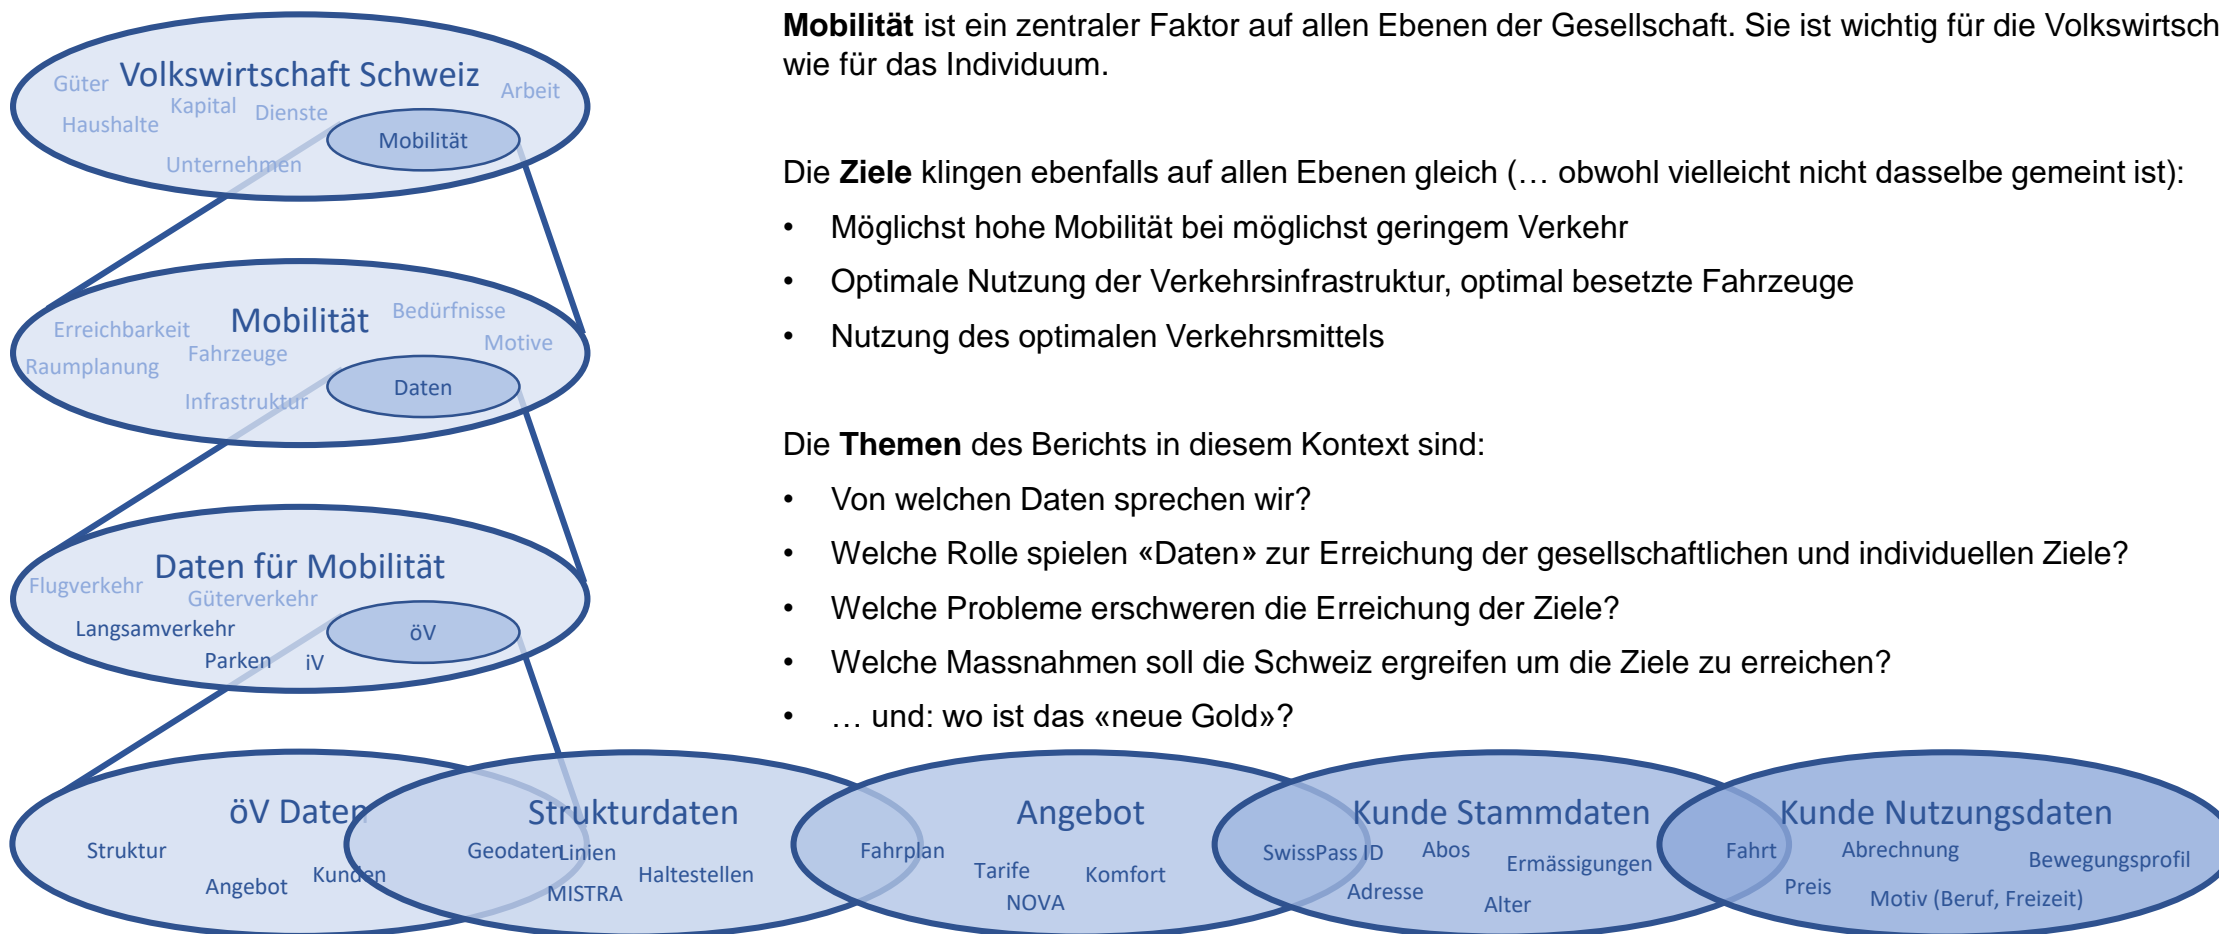 Mobilität ist ein zentraler Faktor auf allen Ebenen der Gesellschaft. Sie ist wichtig für die Volkswirtsch
wie für das Individuum.
Die Ziele klingen ebenfalls auf allen Ebenen gleich (… obwohl vielleicht nicht dasselbe gemeint ist):
• Möglichst hohe Mobilität bei möglichst geringem Verkehr
• Optimale Nutzung der Verkehrsinfrastruktur, optimal besetzte Fahrzeuge
• Nutzung des optimalen Verkehrsmittels
Die Themen des Berichts in diesem Kontext sind:
• Von welchen Daten sprechen wir?
• Welche Rolle spielen «Daten» zur Erreichung der gesellschaftlichen und individuellen Ziele?
• Welche Probleme erschweren die Erreichung der Ziele?
• Welche Massnahmen soll die Schweiz ergreifen um die Ziele zu erreichen?
• … und: wo ist das «neue Gold»?
Volkswirtschaft Schweiz
Güter
Arbeit
Kapital
Dienste
Haushalte
Mobilität
Unternehmen
Mobilität
Bedürfnisse
Erreichbarkeit
Motive
Fahrzeuge
Raumplanung
Daten
Infrastruktur
Daten für Mobilität
Flugverkehr
Güterverkehr
Langsamverkehr
öV
Parken
iV
öV Daten
Struktur
Angebot
Kunden
Strukturdaten
Geodaten
Linien
Haltestellen
MISTRA
Angebot
Fahrplan
Tarife
Komfort
NOVA
Kunde Stammdaten
SwissPass ID
Abos
Ermässigungen
Adresse
Alter
Kunde Nutzungsdaten
Fahrt
Abrechnung
Bewegungsprofil
Preis
Motiv (Beruf, Freizeit)